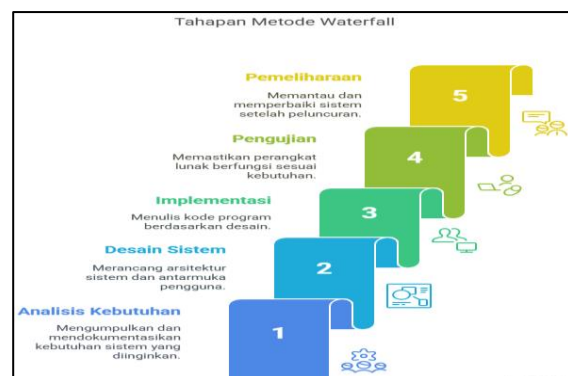 Tahapan Metode Waterfall
Pemeliharaan
5
Memantau dan
memperbaiki sistem
setelah peluncuran.
Pengujian
4
Memastikan perangkat
lunak berfungsi sesuai
kebutuhan.
Implementasi
3
Menulis kode program
berdasarkan desain.
Desain Sistem
2
Merancang arsitektur
sistem dan antarmuka
pengguna.
Analisis Kebutuhan
1
Mengumpulkan dan
mendokumentasikan
kebutuhan sistem yang
diinginkan.